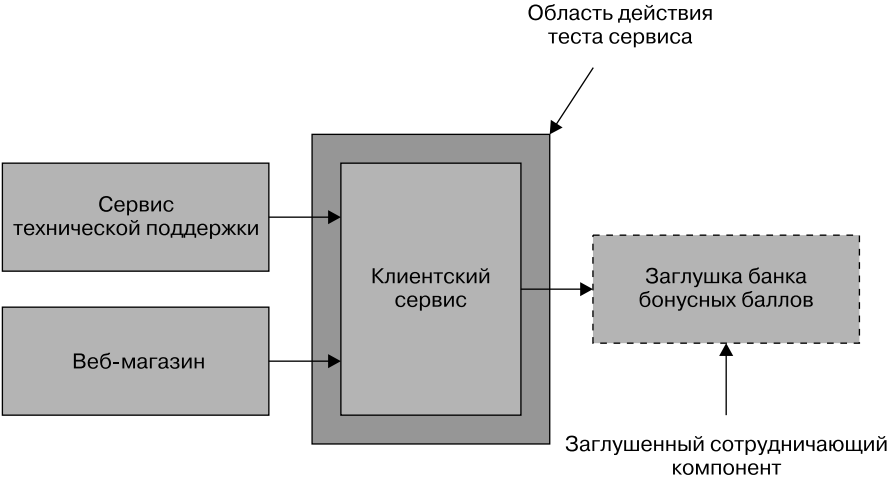 Область действия
теста сервиса
Сервис
технической поддержки
Веб-магазин
Клиентский
сервис
Заглушка банка
бонусных баллов
Заглушенный сотрудничающий
компонент